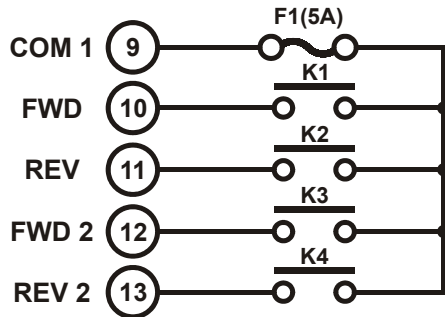 F1(5A)
COM 1 9
K1
FWD 10
K2
REV 11
K3
FWD 2 12
K4
REV 2 13